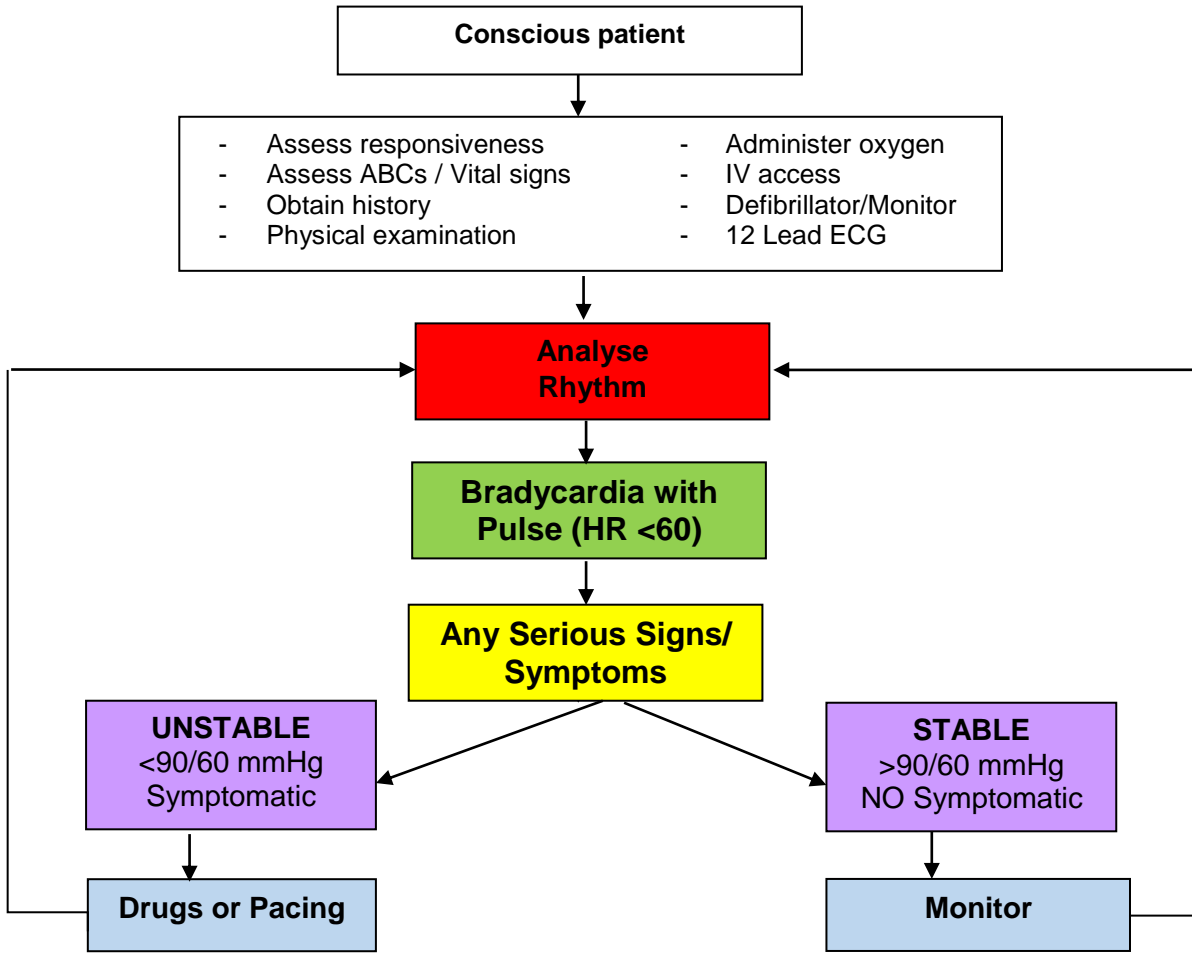 Conscious patient
- Assess responsiveness
- Assess ABCs / Vital signs
- Obtain history
- Physical examination
- Administer oxygen
- IV access
- Defibrillator/Monitor
- 12 Lead ECG
Analyse
Rhythm
Bradycardia with
Pulse (HR <60)
Any Serious Signs/
Symptoms
UNSTABLE
<90/60 mmHg
Symptomatic
STABLE
>90/60 mmHg
NO Symptomatic
Drugs or Pacing
Monitor